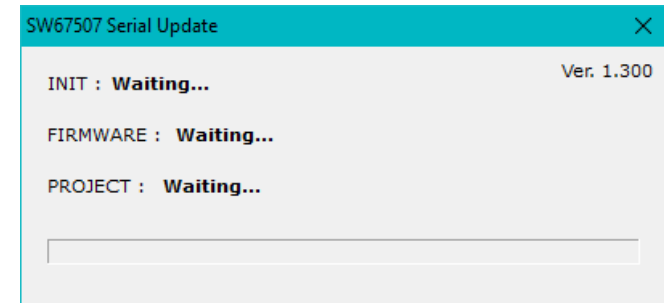 SW67507 Serial Update
Ver. 1.300
INIT : Waiting...
FIRMWARE : Waiting...
PROJECT : Waiting...